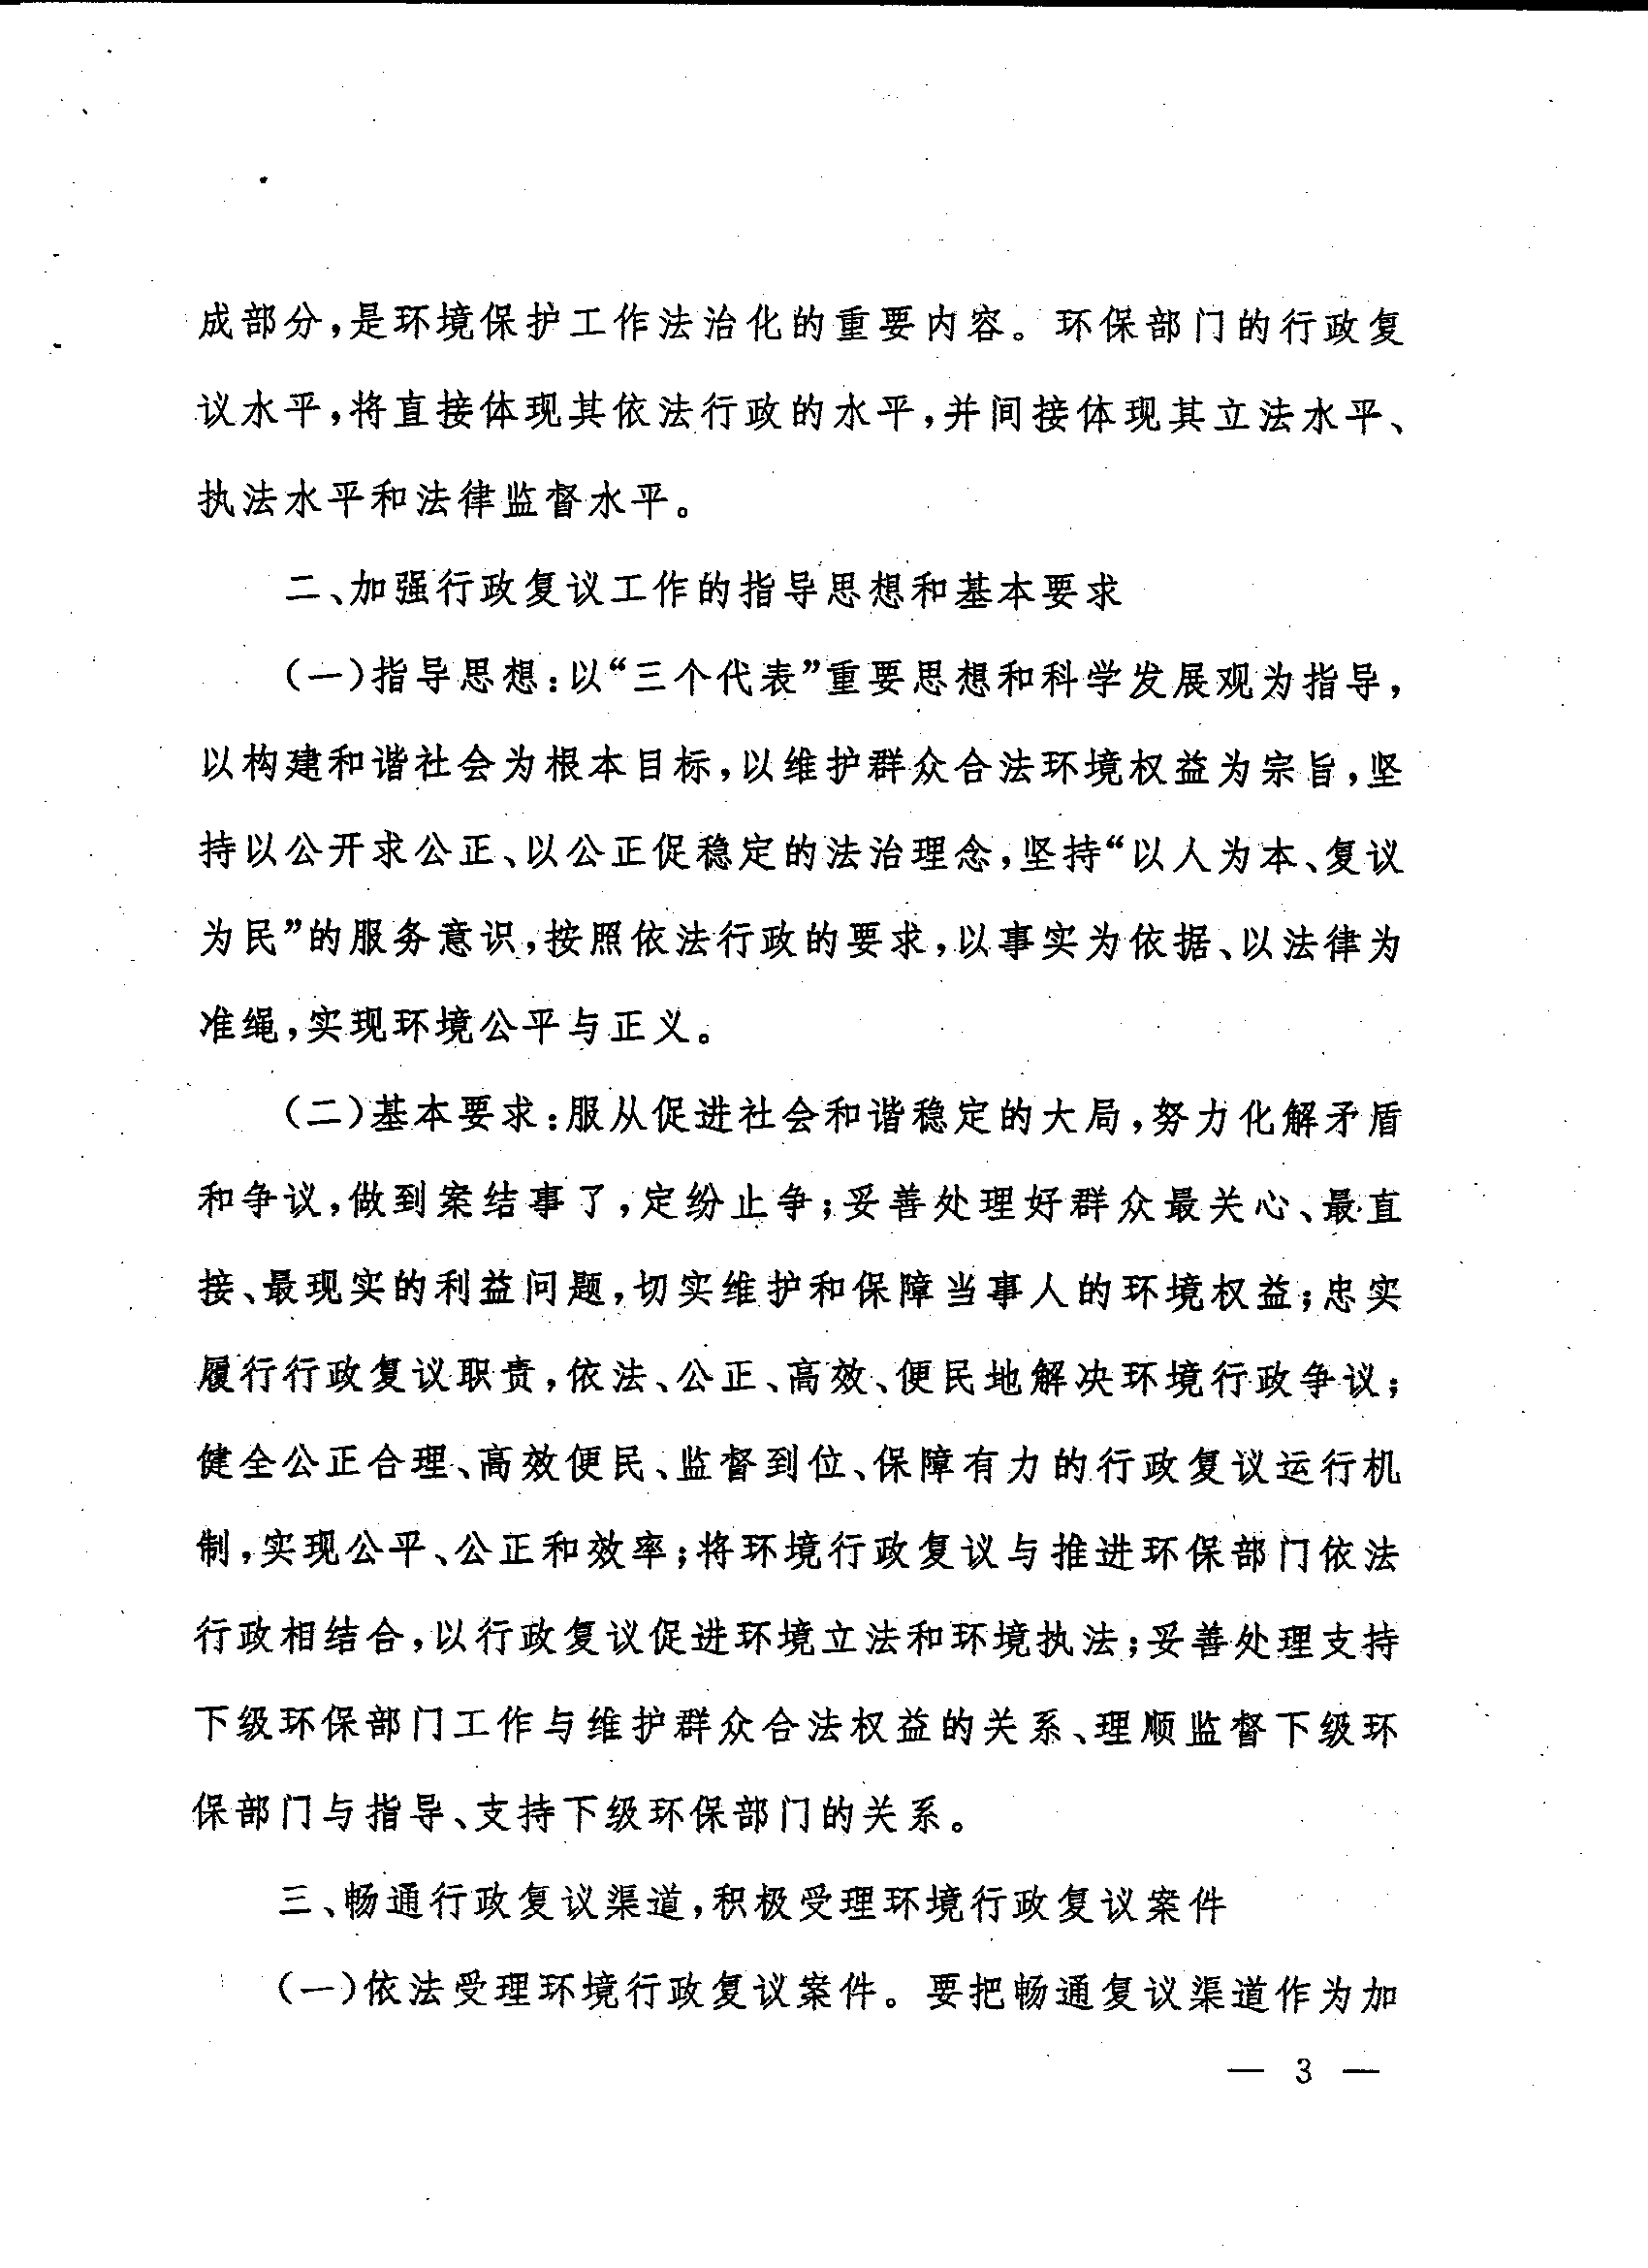 成部分,是环境保护工作法治化的重要内容。环保部门的行政复
议水平,将直接体现其依法行政的水平,并间接体现其立法水平、
执法水平和法律监督水平。
二、加强行政复议工作的指导思想和基本要求
(一)指导思想:以“三个代表”重要思想和科学发展观为指导,
以构建和谐社会为根本目标,以维护群众合法环境权益为宗旨,坚
持以公开求公正、以公正促稳定的法治理念,坚持“以人为本、复议
为民”的服务意识,按照依法行政的要求,以事实为依据、以法律为
准绳,实现环境公平与正义。
(二)基本要求:服从促进社会和谐稳定的大局,努力化解矛盾
和争议,做到案结事了,定纷止争;妥善处理好群众最关心、最直
接、最现实的利益问题,切实维护和保障当事人的环境权益;忠实
履行行政复议职责,依法、公正、高效、便民地解决环境行政争议;
健全公正合理、高效便民、监督到位、保障有力的行政复议运行机
制,实现公平、公正和效率;将环境行政复议与推进环保部门依法
行政相结合,以行政复议促进环境立法和环境执法;妥善处理支持
下级环保部门工作与维护群众合法权益的关系、理顺监督下级环
保部门与指导、支持下级环保部门的关系。
三、畅通行政复议渠道,积极受理环境行政复议案件
(一)依法受理环境行政复议案件。要把畅通复议渠道作为加
— 3 —